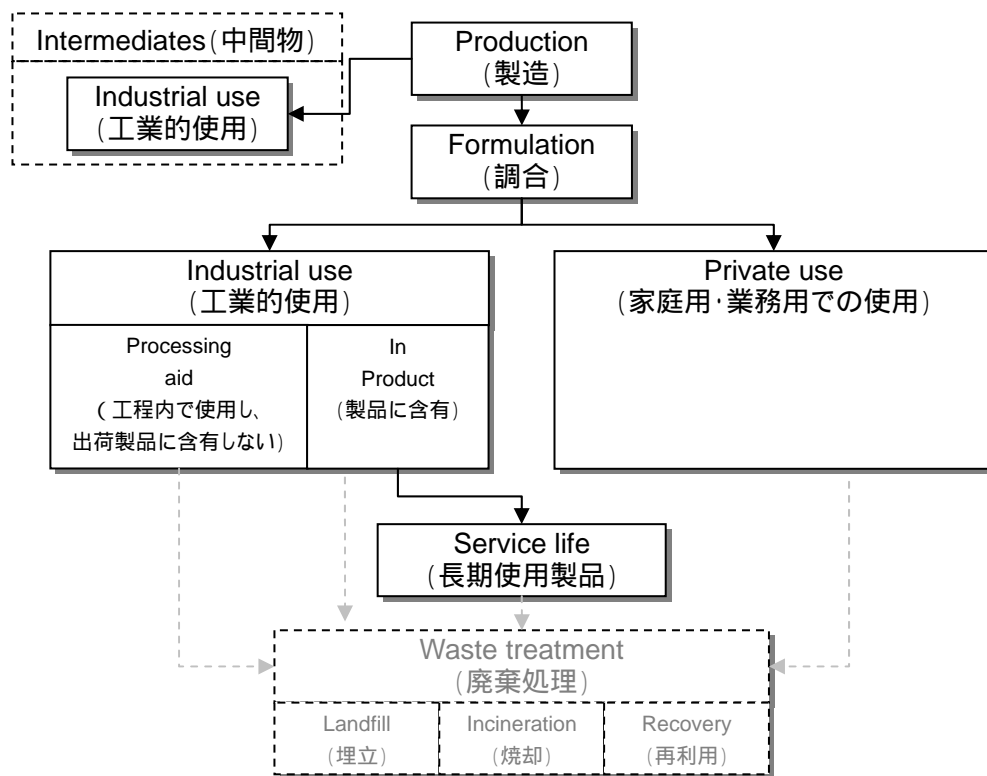 Intermediates(中間物)
Industrial use
(工業的使用)
Production
(製造)
Formulation
(調合)
Industrial use
(工業的使用)
Processing
aid
(工程内で使用し、
出荷製品に含有しない)
In
Product
(製品に含有)
Private use
(家庭用・業務用での使用)
Service life
(長期使用製品)
Waste treatment
(廃棄処理)
Landfill
(埋立)
Incineration
(焼却)
Recovery
(再利用)